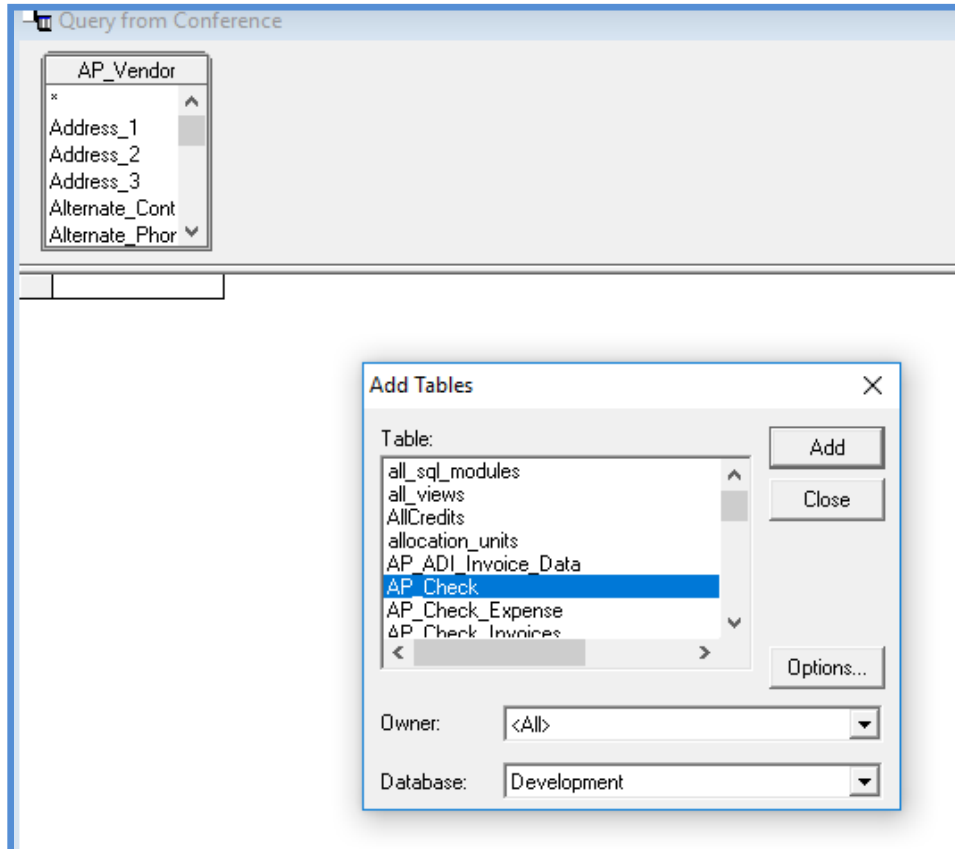 Query from Conference
AP_Vendor
*
Address_1
Address_2
Address_3
Alternate_Cont
Alternate_Phor
Add Tables
Table:
all_sql_modules
all_views
AllCredits
allocation_units
AP_ADI_Invoice_Data
AP_Check
AP_Check_Expense
AP_Check_Invoices
Add
Close
Options...
Owner:
<All>
Database:
Development